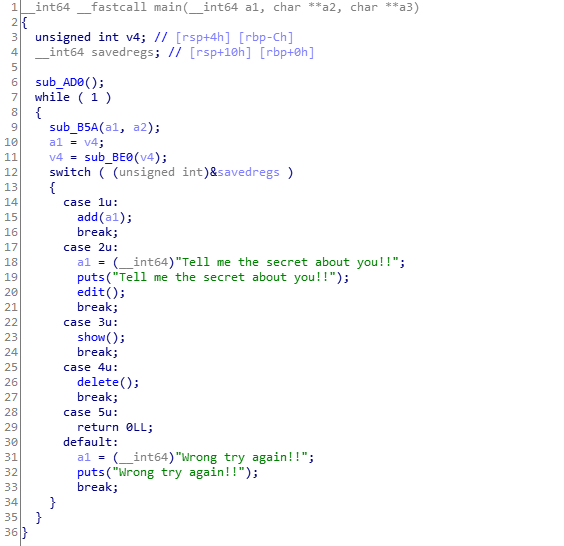 1 __int64 __fastcall main(__int64 a1, char **a2, char **a3)
2 {
3 unsigned int v4; // [rsp+4h] [rbp-Ch]
4 __int64 savedregs; // [rsp+10h] [rbp+0h]
5
6 sub_AD0();
7 while ( 1 )
8 {
9 sub_B5A(a1, a2);
10 a1 = v4;
11 v4 = sub_BE0(v4);
12 switch ( (unsigned int)&savedregs )
13 {
14 case 1u:
15 add(a1);
16 break;
17 case 2u:
18 a1 = (__int64)"Tell me the secret about you!!";
19 puts("Tell me the secret about you!!");
20 edit();
21 break;
22 case 3u:
23 show();
24 break;
25 case 4u:
26 delete();
27 break;
28 case 5u:
29 return 0LL;
30 default:
31 a1 = (__int64)"Wrong try again!!";
32 puts("Wrong try again!!");
33 break;
34 }
35 }
36 }